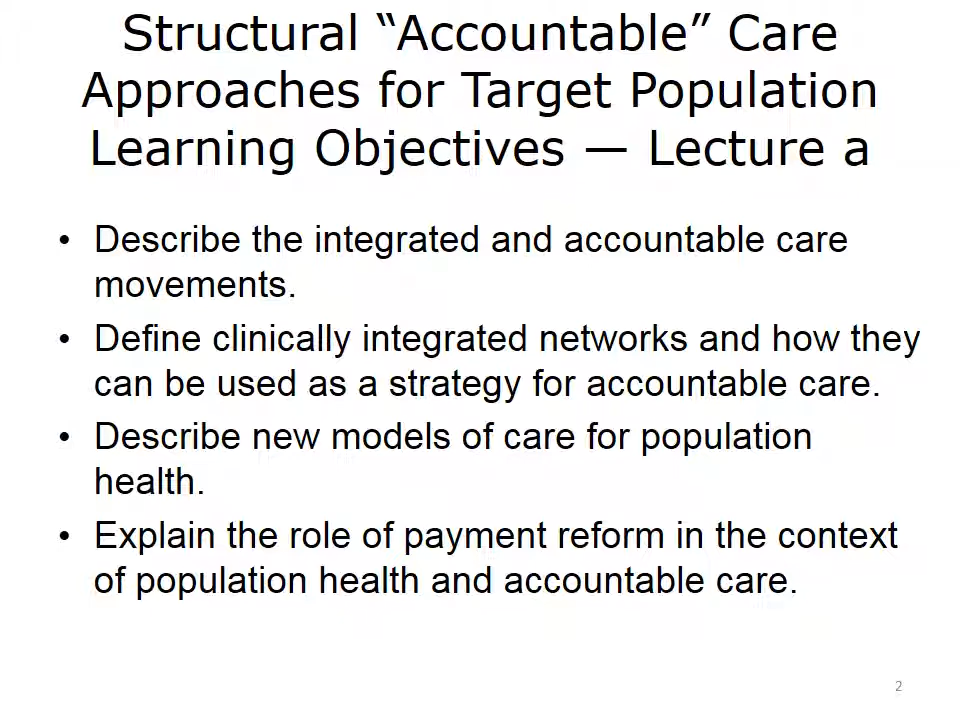 Structural “Accountable” Care
Approaches for Target Population
Learning Objectives — Lecture a
• Describe the integrated and accountable care
movements.
• Define clinically integrated networks and how they
can be used as a strategy for accountable care.
• Describe new models of care for population
health.
• Explain the role of payment reform in the context
of population health and accountable care.
2